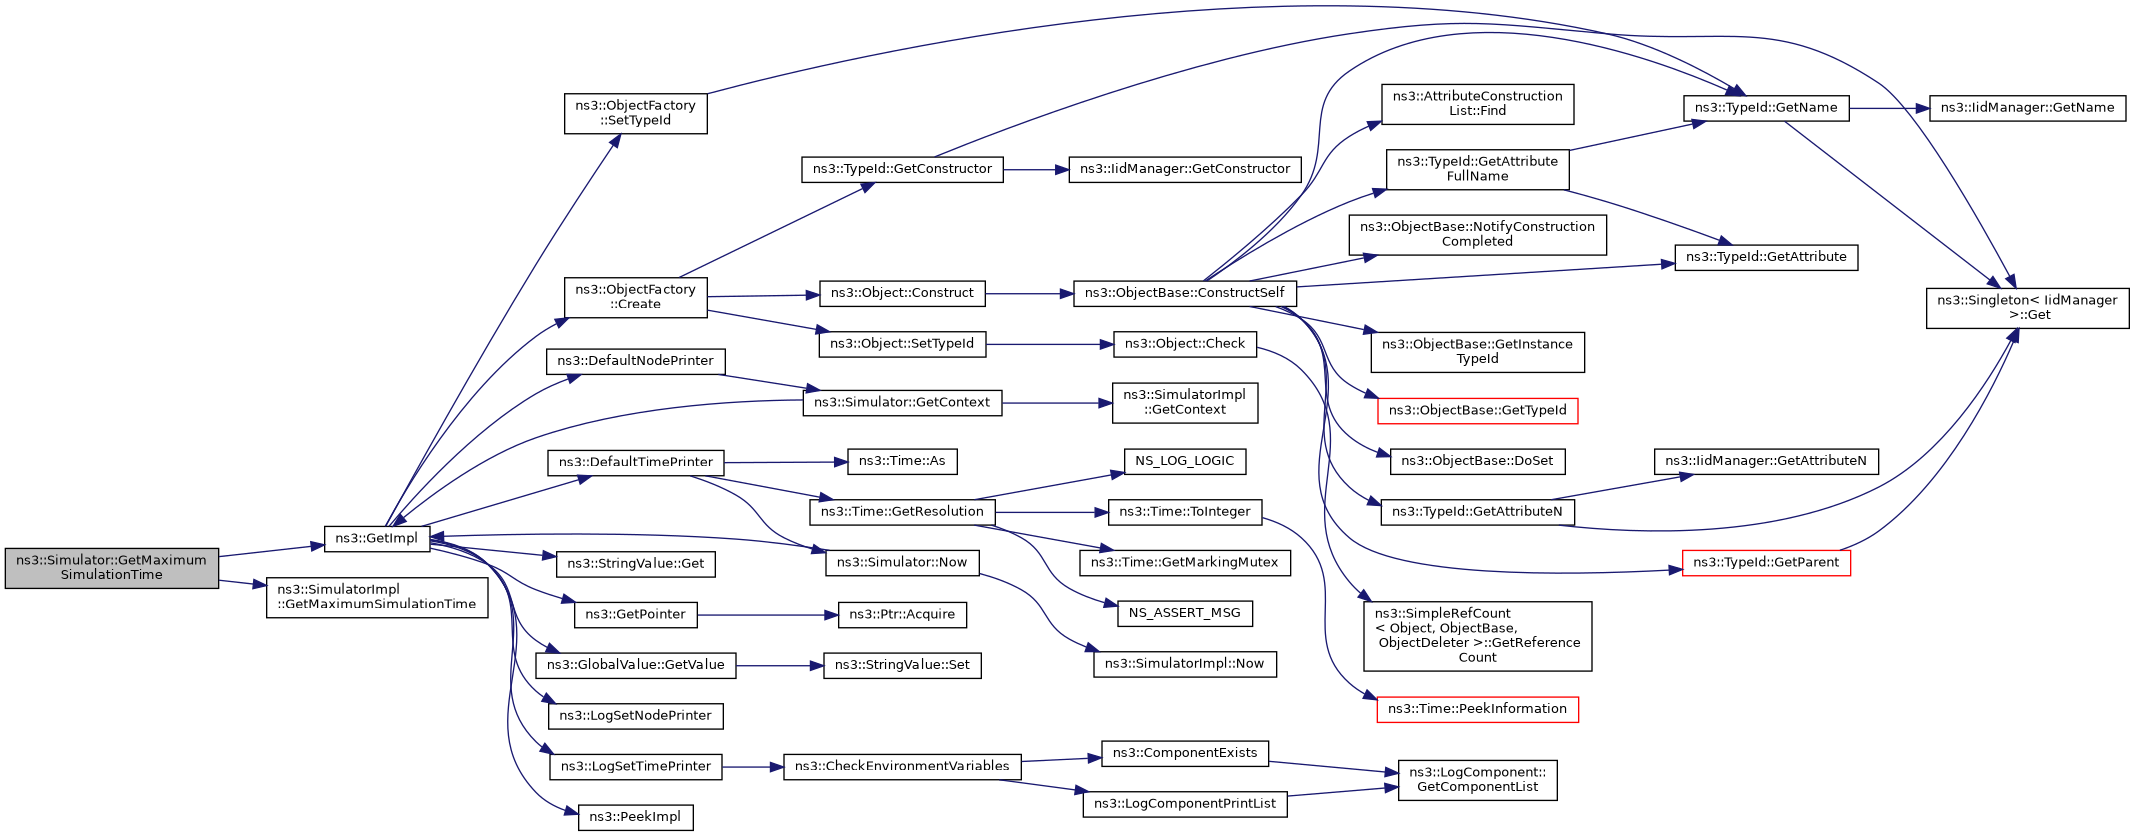 ns3::Simulator::GetMaximum
SimulationTime
ns3::GetImpl
ns3::SimulatorImpl
::GetMaximumSimulationTime
ns3::ObjectFactory
::SetTypeId
ns3::ObjectFactory
::Create
ns3::DefaultNodePrinter
ns3::DefaultTimePrinter
ns3::StringValue::Get
ns3::GetPointer
ns3::GlobalValue::GetValue
ns3::LogSetNodePrinter
ns3::LogSetTimePrinter
ns3::PeekImpl
ns3::TypeId::GetConstructor
ns3::Object::Construct
ns3::Object::SetTypeId
ns3::Simulator::GetContext
ns3::Time::As
ns3::Time::GetResolution
ns3::Simulator::Now
ns3::Ptr::Acquire
ns3::StringValue::Set
ns3::CheckEnvironmentVariables
ns3::IidManager::GetConstructor
ns3::ObjectBase::ConstructSelf
ns3::Object::Check
ns3::SimulatorImpl
::GetContext
NS_LOG_LOGIC
ns3::Time::ToInteger
ns3::Time::GetMarkingMutex
NS_ASSERT_MSG
ns3::SimulatorImpl::Now
ns3::ComponentExists
ns3::LogComponentPrintList
ns3::AttributeConstruction
List::Find
ns3::TypeId::GetAttribute
FullName
ns3::ObjectBase::NotifyConstruction
Completed
ns3::ObjectBase::GetInstance
TypeId
ns3::ObjectBase::GetTypeId
ns3::ObjectBase::DoSet
ns3::TypeId::GetAttributeN
ns3::SimpleRefCount
< Object, ObjectBase,
ObjectDeleter >::GetReference
Count
ns3::Time::PeekInformation
ns3::LogComponent::
GetComponentList
ns3::TypeId::GetName
ns3::TypeId::GetAttribute
ns3::IidManager::GetAttributeN
ns3::TypeId::GetParent
ns3::IidManager::GetName
ns3::Singleton< IidManager
>::Get